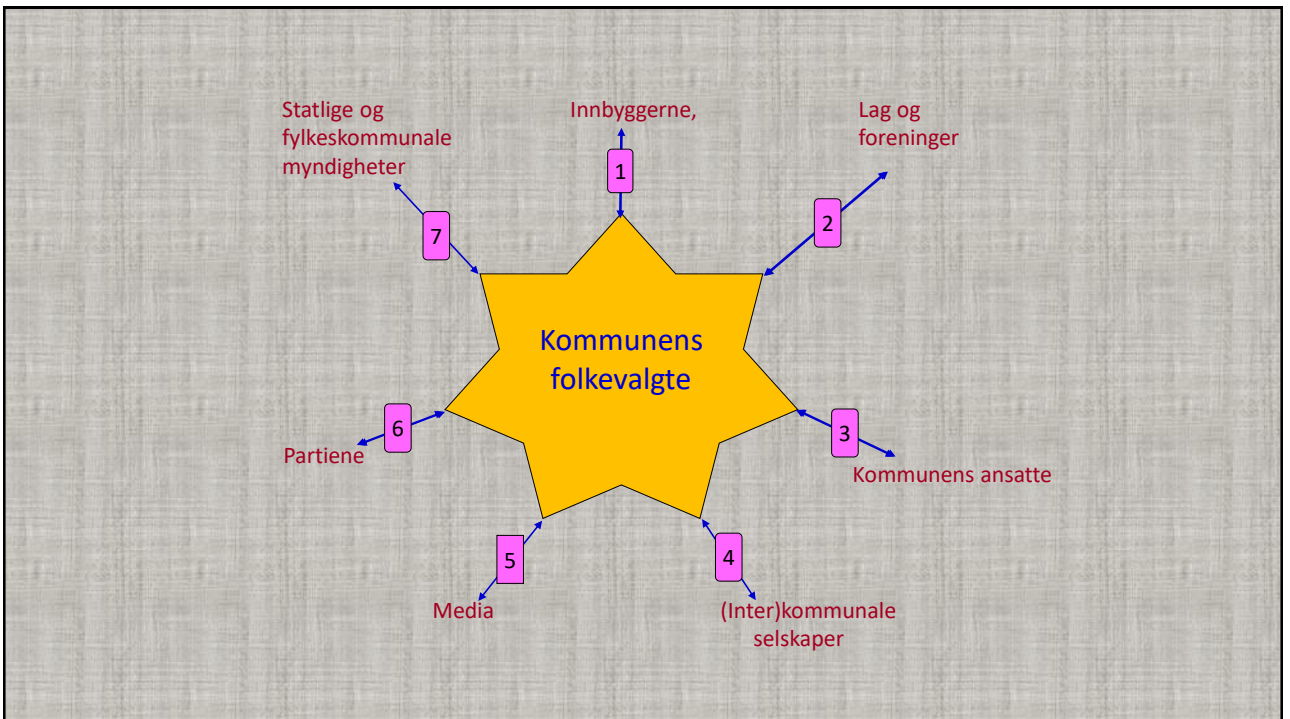 Statlige og
fylkeskommunale
myndigheter
Innbyggerne,
Lag og
foreninger
1
2
7
Kommunens
folkevalgte
6
3
Partiene
Kommunens ansatte
5
4
Media
(Inter)kommunale
selskaper